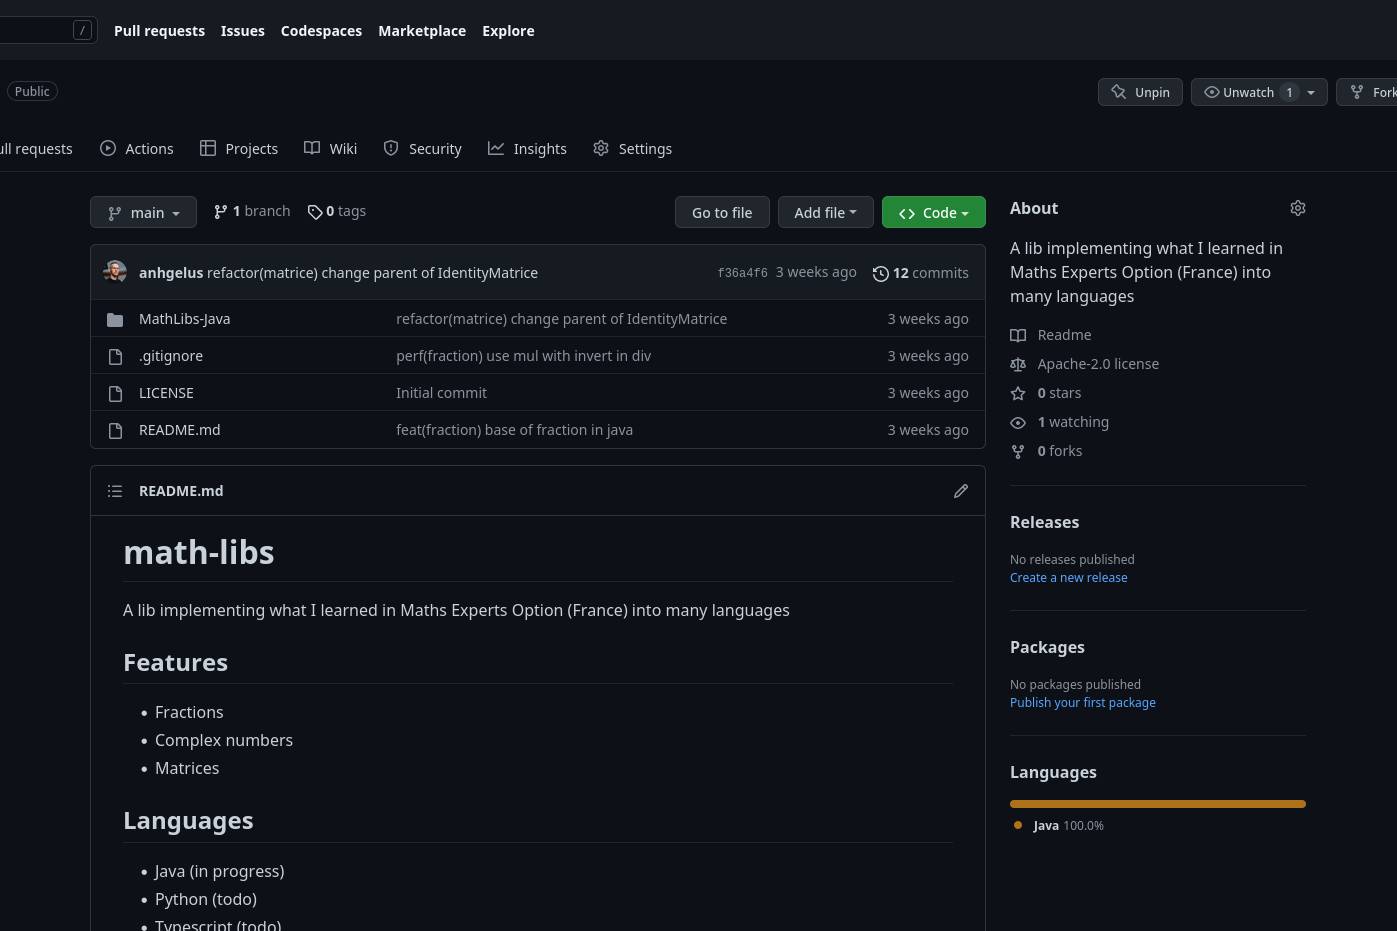 / Pull requests Issues Codespaces Marketplace Explore
Public Unpin Unwatch 1 Fork
ull requests Actions Projects Wiki Security Insights Settings
main 1 branch 0 tags Go to file Add file Code
anhgelus refactor(matrice) change parent of IdentityMatrice f36a4f6 3 weeks ago 12 commits
MathLibs-Java refactor(matrice) change parent of IdentityMatrice 3 weeks ago
.gitignore perf(fraction) use mul with invert in div 3 weeks ago
LICENSE Initial commit 3 weeks ago
README.md feat(fraction) base of fraction in java 3 weeks ago
README.md
math-libs
A lib implementing what I learned in Maths Experts Option (France) into many languages
Features
Fractions
Complex numbers
Matrices
Languages
Java (in progress)
Python (todo)
Typescript (todo)
About
A lib implementing what I learned in
Maths Experts Option (France) into
many languages
Readme
Apache-2.0 license
0 stars
1 watching
0 forks
Releases
No releases published
Create a new release
Packages
No packages published
Publish your first package
Languages
Java 100.0%